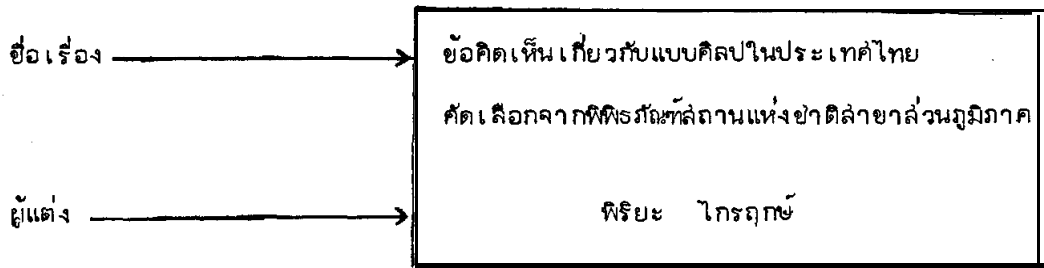 ชื่อเรื่อง
ข้อคิดเห็นเกี่ยวกับแบบศิลปในประเทศไทย
คัดเลือกจากพิพิธภัณฑ์สถานแห่งชาติสาขาส่วนภูมิภาค
ผู้แต่ง
พิริยะ ไกรฤกษ์